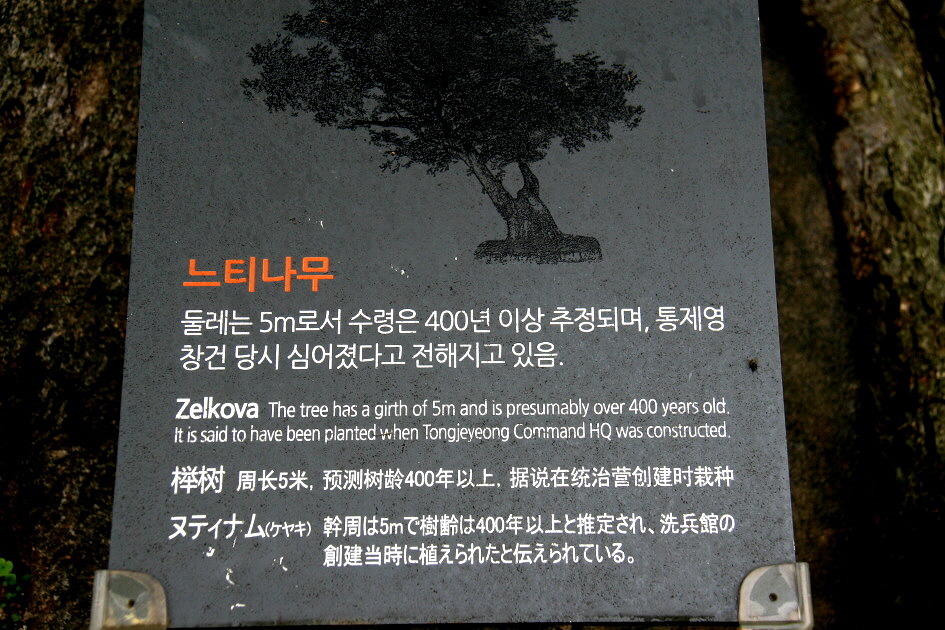 느티나무
둘레는 5m로서 수령은 400년 이상 추정되며, 통제영
창건 당시 심어졌다고 전해지고 있음.
Zelkova The tree has a girth of 5m and is presumably over 400 years old.
It is said to have been planted when Tongjeyeong Command HQ was constructed.
榉树 周长5米, 预测树龄400年以上, 据说在统治营创建时栽种
ヌティナム(ケヤキ) 幹周は5mで樹齢は400年以上と推定され、洗兵館の
創建当時に植えられたと伝えられている。